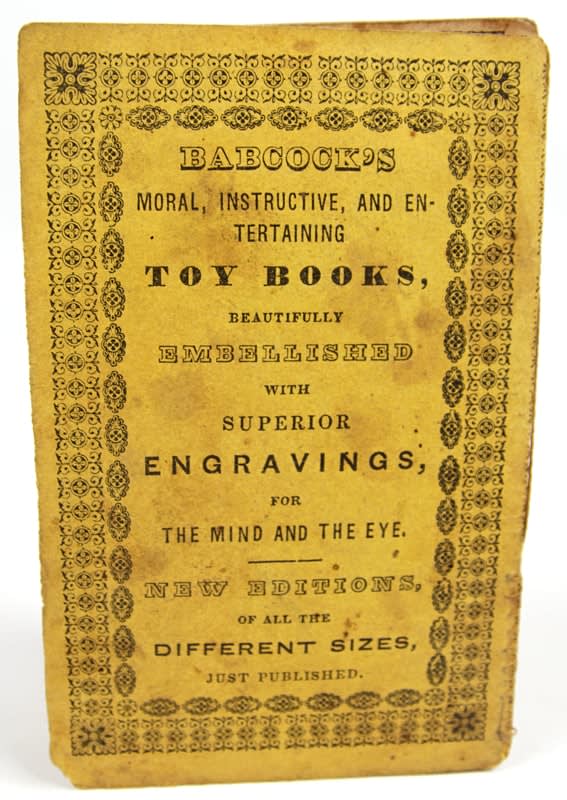 BABCOCK'S
MORAL, INSTRUCTIVE, AND EN-
TERTAINING
TOY BOOKS,
BEAUTIFULLY
EMBELLISHED
WITH
SUPERIOR
ENGRAVINGS,
FOR
THE MIND AND THE EYE.
NEW EDITIONS,
OF ALL THE
DIFFERENT SIZES,
JUST PUBLISHED.